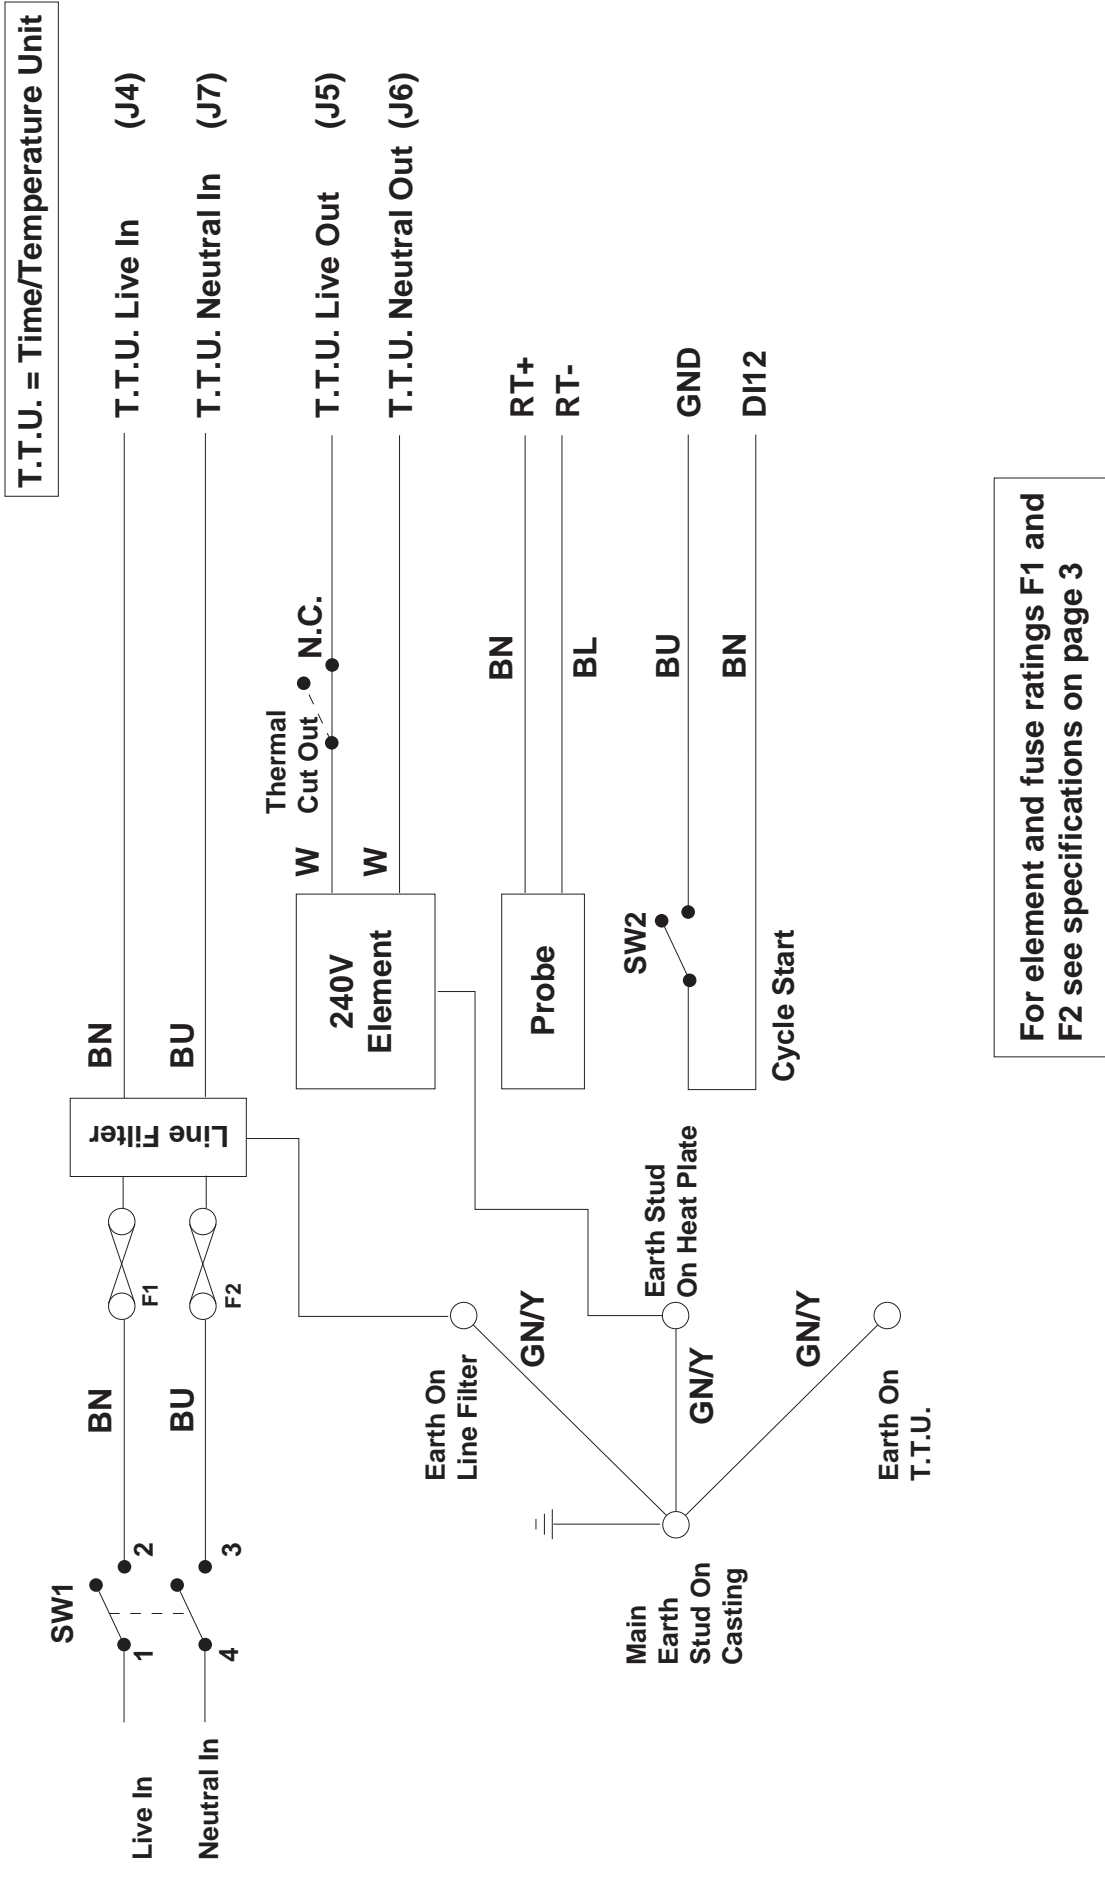 T.T.U. = Time/Temperature Unit
SW1
Live In
1
2
BN
F1
BN
T.T.U. Live In
(J4)
Neutral In
4
3
BU
F2
BU
T.T.U. Neutral In
(J7)
Line Filter
Thermal
Cut Out
N.C.
W
T.T.U. Live Out
(J5)
240V
Element
W
T.T.U. Neutral Out
(J6)
Earth On
Line Filter
GN/Y
Probe
BN
RT+
BL
RT-
Main
Earth
Stud On
Casting
GN/Y
Earth Stud
On Heat Plate
SW2
BU
GND
BN
DI12
Cycle Start
GN/Y
Earth On
T.T.U.
For element and fuse ratings F1 and
F2 see specifications on page 3